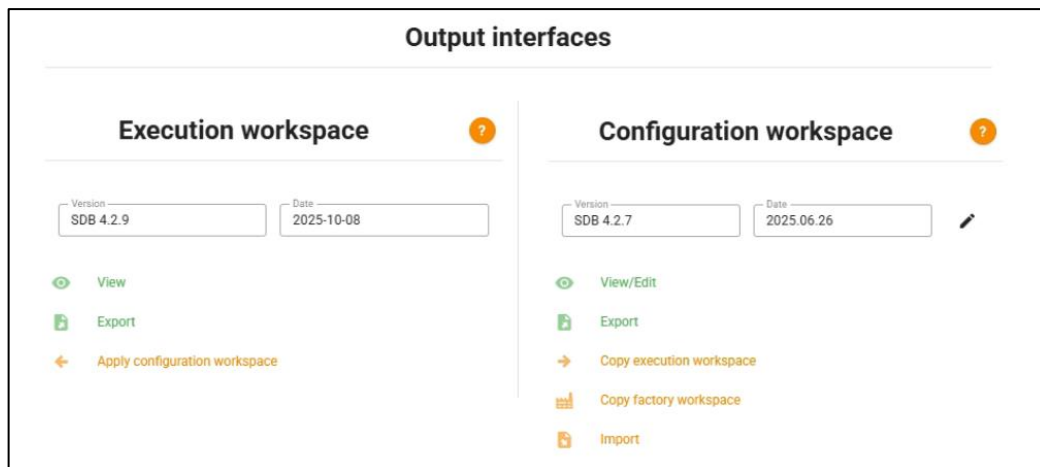 Output interfaces
Execution workspace
?
Version
SDB 4.2.9
Date
2025-10-08
View
Export
Apply configuration workspace
Configuration workspace
?
Version
SDB 4.2.7
Date
2025.06.26
View/Edit
Export
Copy execution workspace
Copy factory workspace
Import